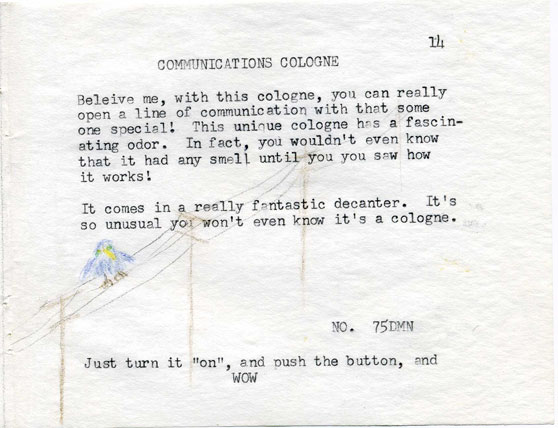 14
COMMUNICATIONS COLOGNE
Beleive me, with this cologne, you can really
open a line of communication with that some
one special!  This unique cologne has a fascin-
ating odor.  In fact, you wouldn't even know
that it had any smell until you you saw how
it works!
It comes in a really fantastic decanter.  It's
so unusual you won't even know it's a cologne.
NO.  75DMN
Just turn it "on", and push the button, and
WOW